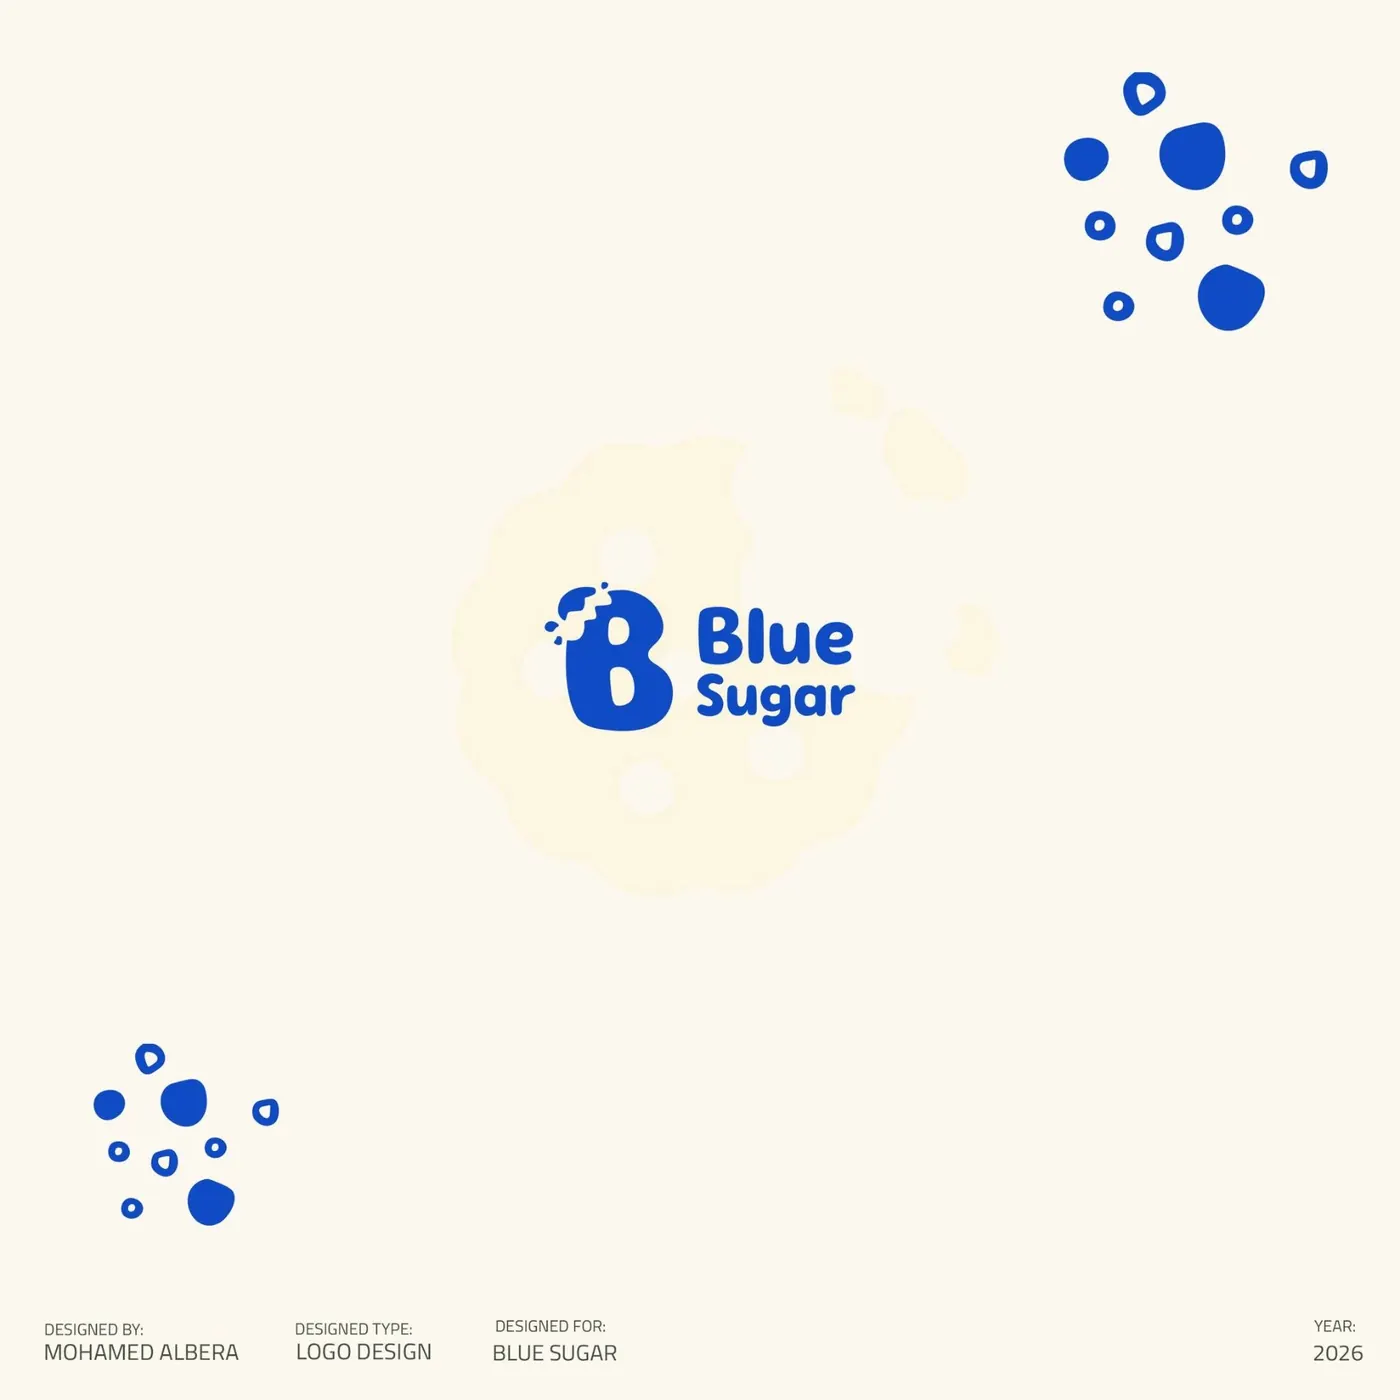 B
Blue
Sugar
DESIGNED BY:
MOHAMED ALBERA
DESIGNED TYPE:
LOGO DESIGN
DESIGNED FOR:
BLUE SUGAR
YEAR:
2026